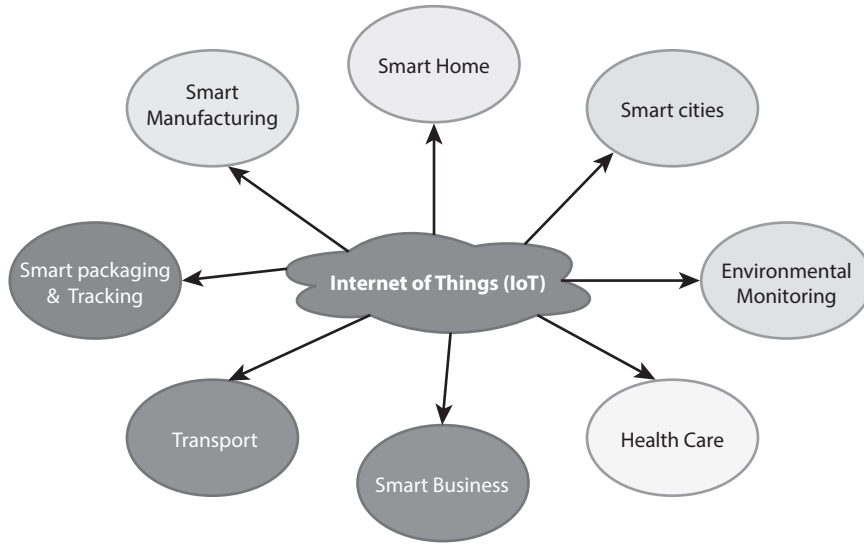 Smart Home
Smart
Manufacturing
Smart cities
Smart packaging
& Tracking
Internet of Things (IoT)
Environmental
Monitoring
Transport
Smart Business
Health Care